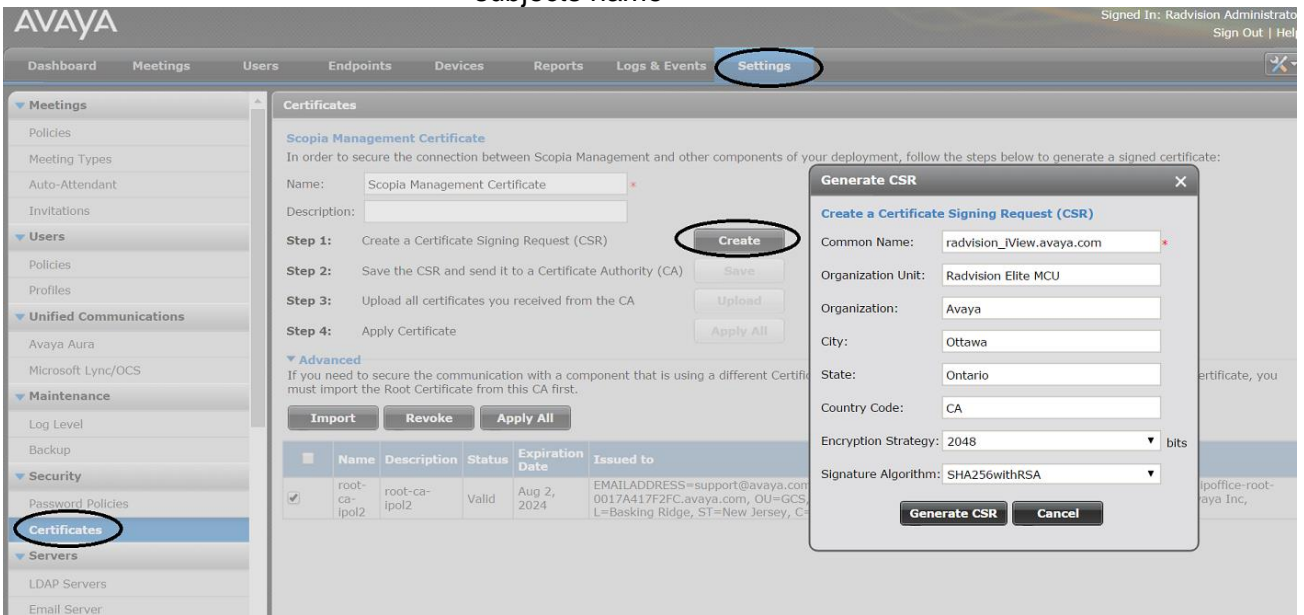 subjects name
AVAYA
Signed In: Radvision Administrato
Sign Out | Help
Dashboard Meetings Users Endpoints Devices Reports Logs & Events Settings
Meetings
Policies
Meeting Types
Auto-Attendant
Invitations
Users
Policies
Profiles
Unified Communications
Avaya Aura
Microsoft Lync/OCS
Maintenance
Log Level
Backup
Security
Password Policies
Certificates
Servers
LDAP Servers
Email Server
Certificates
Scopia Management Certificate
In order to secure the connection between Scopia Management and other components of your deployment, follow the steps below to generate a signed certificate:
Name: Scopia Management Certificate *
Description:
Step 1: Create a Certificate Signing Request (CSR) Create
Step 2: Save the CSR and send it to a Certificate Authority (CA) Save
Step 3: Upload all certificates you received from the CA Upload
Step 4: Apply Certificate Apply All
Advanced
If you need to secure the communication with a component that is using a different Certific ertificate, you
must import the Root Certificate from this CA first.
Import Revoke Apply All
Name Description Status Expiration Date Issued to
root-ca-ipol2 root-ca-ipol2 Valid Aug 2, 2024
EMAILADDRESS=support@avaya.com ipoffice-root-
0017A417F2FC.avaya.com, OU=GCS, aya Inc,
L=Basking Ridge, ST=New Jersey, C=
Generate CSR ×
Create a Certificate Signing Request (CSR)
Common Name: radvision_iView.avaya.com *
Organization Unit: Radvision Elite MCU
Organization: Avaya
City: Ottawa
State: Ontario
Country Code: CA
Encryption Strategy: 2048 bits
Signature Algorithm: SHA256withRSA
Generate CSR Cancel